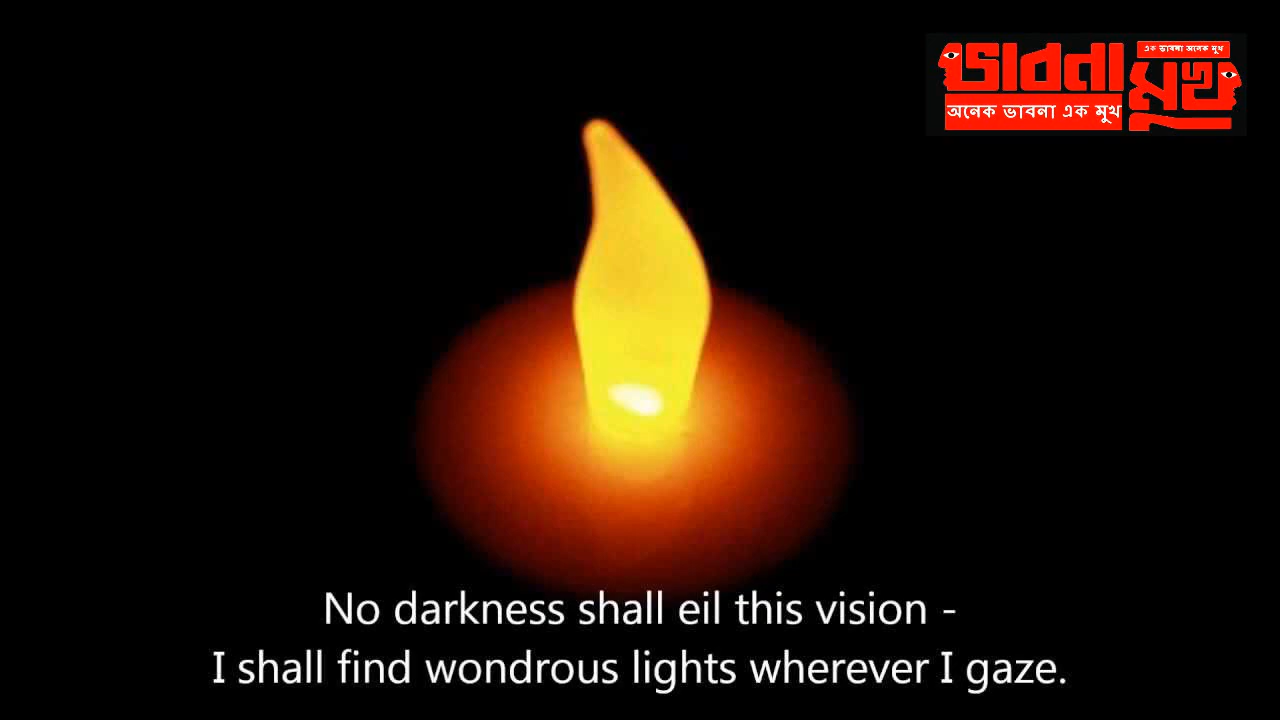 ভাবনা
এক ভাবনা অনেক মুখ
মুখ
অনেক ভাবনা এক মুখ
No darkness shall eil this vision -
I shall find wondrous lights wherever I gaze.